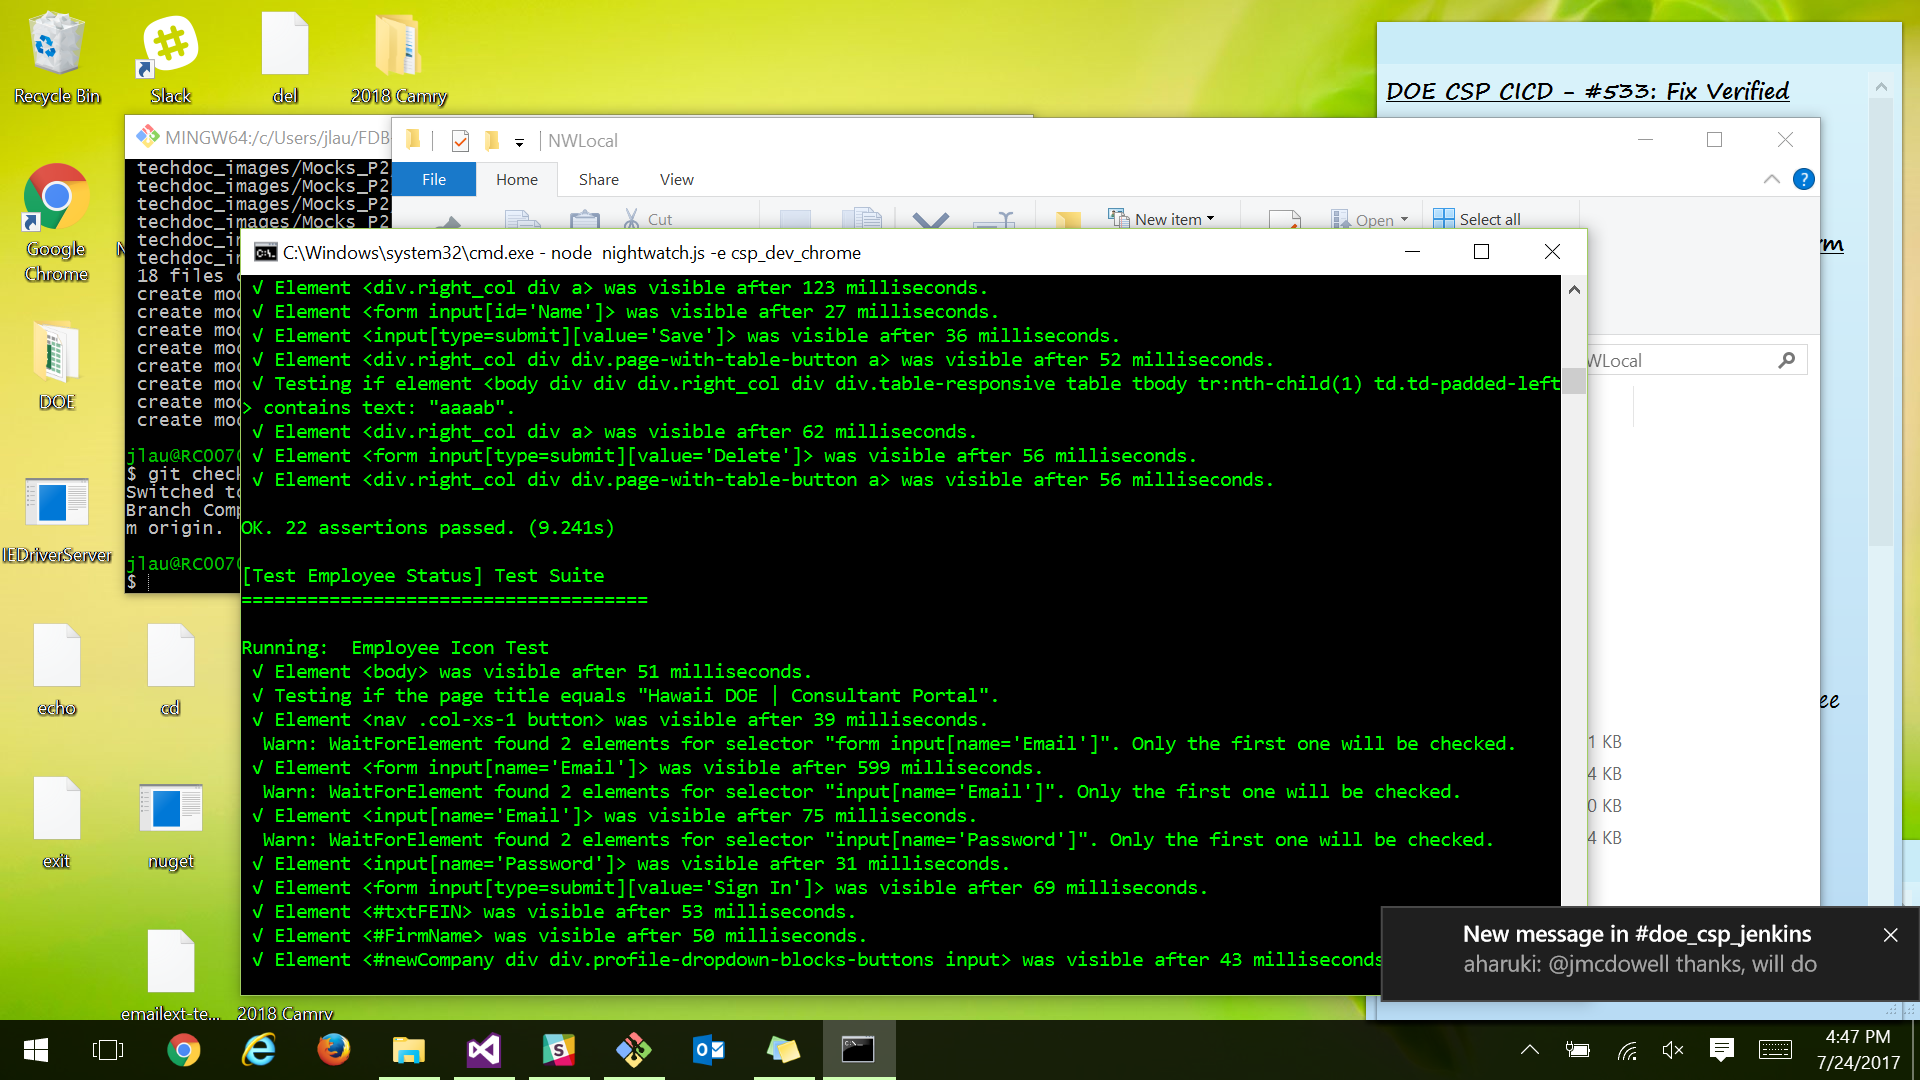 Recycle Bin
Slack
del
2018 Camry
DOE CSP CICD - #533: Fix Verified
MINGW64:/c/Users/jlau/FDB
NWLocal
File
Home
Share
View
Cut
New item
Open
Select all
techdoc_images/Mocks_P2
techdoc_images/Mocks_P2
techdoc_images/Mocks_P2
techdoc_images/Mocks_P2
techdoc_im
techdoc_im
18 files c
create mod
create mod
create mod
create mod
create mod
create mod
create mod
create mod
jlau@RC0070
$ git check
Switched to
Branch Comp
m origin.
jlau@RC0070
$
Google Chrome
DOE
IEDriverServer
echo
cd
exit
nuget
emailext-te...
2018 Camry
C:\Windows\system32\cmd.exe - node  nightwatch.js -e csp_dev_chrome
√ Element <div.right_col div a> was visible after 123 milliseconds.
√ Element <form input[id='Name']> was visible after 27 milliseconds.
√ Element <input[type=submit][value='Save']> was visible after 36 milliseconds.
√ Element <div.right_col div div.page-with-table-button a> was visible after 52 milliseconds.
√ Testing if element <body div div div.right_col div div.table-responsive table tbody tr:nth-child(1) td.td-padded-left
> contains text: "aaaab".
√ Element <div.right_col div a> was visible after 62 milliseconds.
√ Element <form input[type=submit][value='Delete']> was visible after 56 milliseconds.
√ Element <div.right_col div div.page-with-table-button a> was visible after 56 milliseconds.
OK. 22 assertions passed. (9.241s)
[Test Employee Status] Test Suite
=====================================
Running:  Employee Icon Test
√ Element <body> was visible after 51 milliseconds.
√ Testing if the page title equals "Hawaii DOE | Consultant Portal".
√ Element <nav .col-xs-1 button> was visible after 39 milliseconds.
Warn: WaitForElement found 2 elements for selector "form input[name='Email']". Only the first one will be checked.
√ Element <form input[name='Email']> was visible after 599 milliseconds.
Warn: WaitForElement found 2 elements for selector "input[name='Email']". Only the first one will be checked.
√ Element <input[name='Email']> was visible after 75 milliseconds.
Warn: WaitForElement found 2 elements for selector "input[name='Password']". Only the first one will be checked.
√ Element <input[name='Password']> was visible after 31 milliseconds.
√ Element <form input[type=submit][value='Sign In']> was visible after 69 milliseconds.
√ Element <#txtFEIN> was visible after 53 milliseconds.
√ Element <#FirmName> was visible after 50 milliseconds.
√ Element <#newCompany div div.profile-dropdown-blocks-buttons input> was visible after 43 milliseconds
rm
WLocal
ee
1 KB
4 KB
0 KB
4 KB
New message in #doe_csp_jenkins
aharuki: @jmcdowell thanks, will do
4:47 PM
7/24/2017